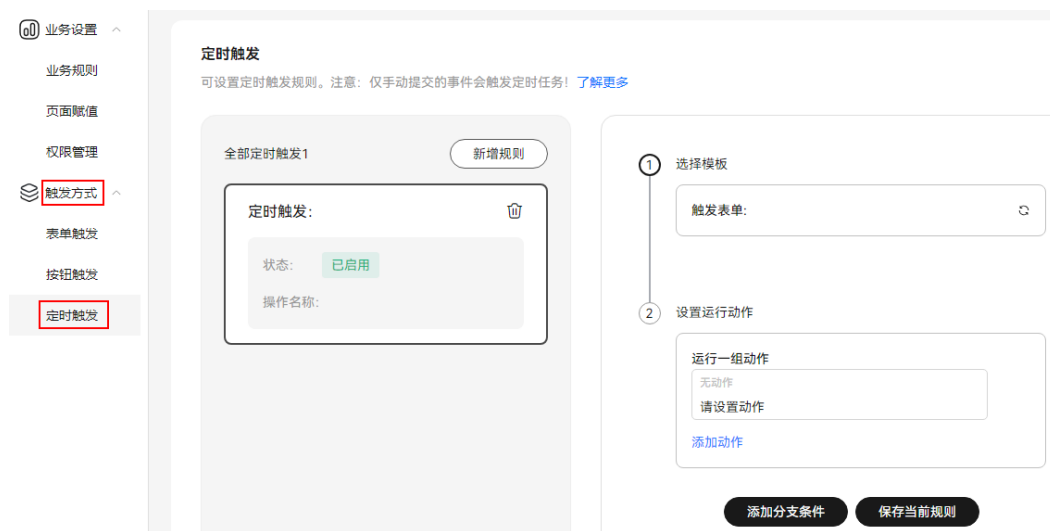 业务设置
业务规则
页面赋值
权限管理
触发方式
表单触发
按钮触发
定时触发
定时触发
可设置定时触发规则。注意：仅手动提交的事件会触发定时任务！了解更多
全部定时触发1
新增规则
定时触发：
状态：
已启用
操作名称：
1
选择模板
触发表单:
2
设置运行动作
运行一组动作
无动作
请设置动作
添加动作
添加分支条件
保存当前规则